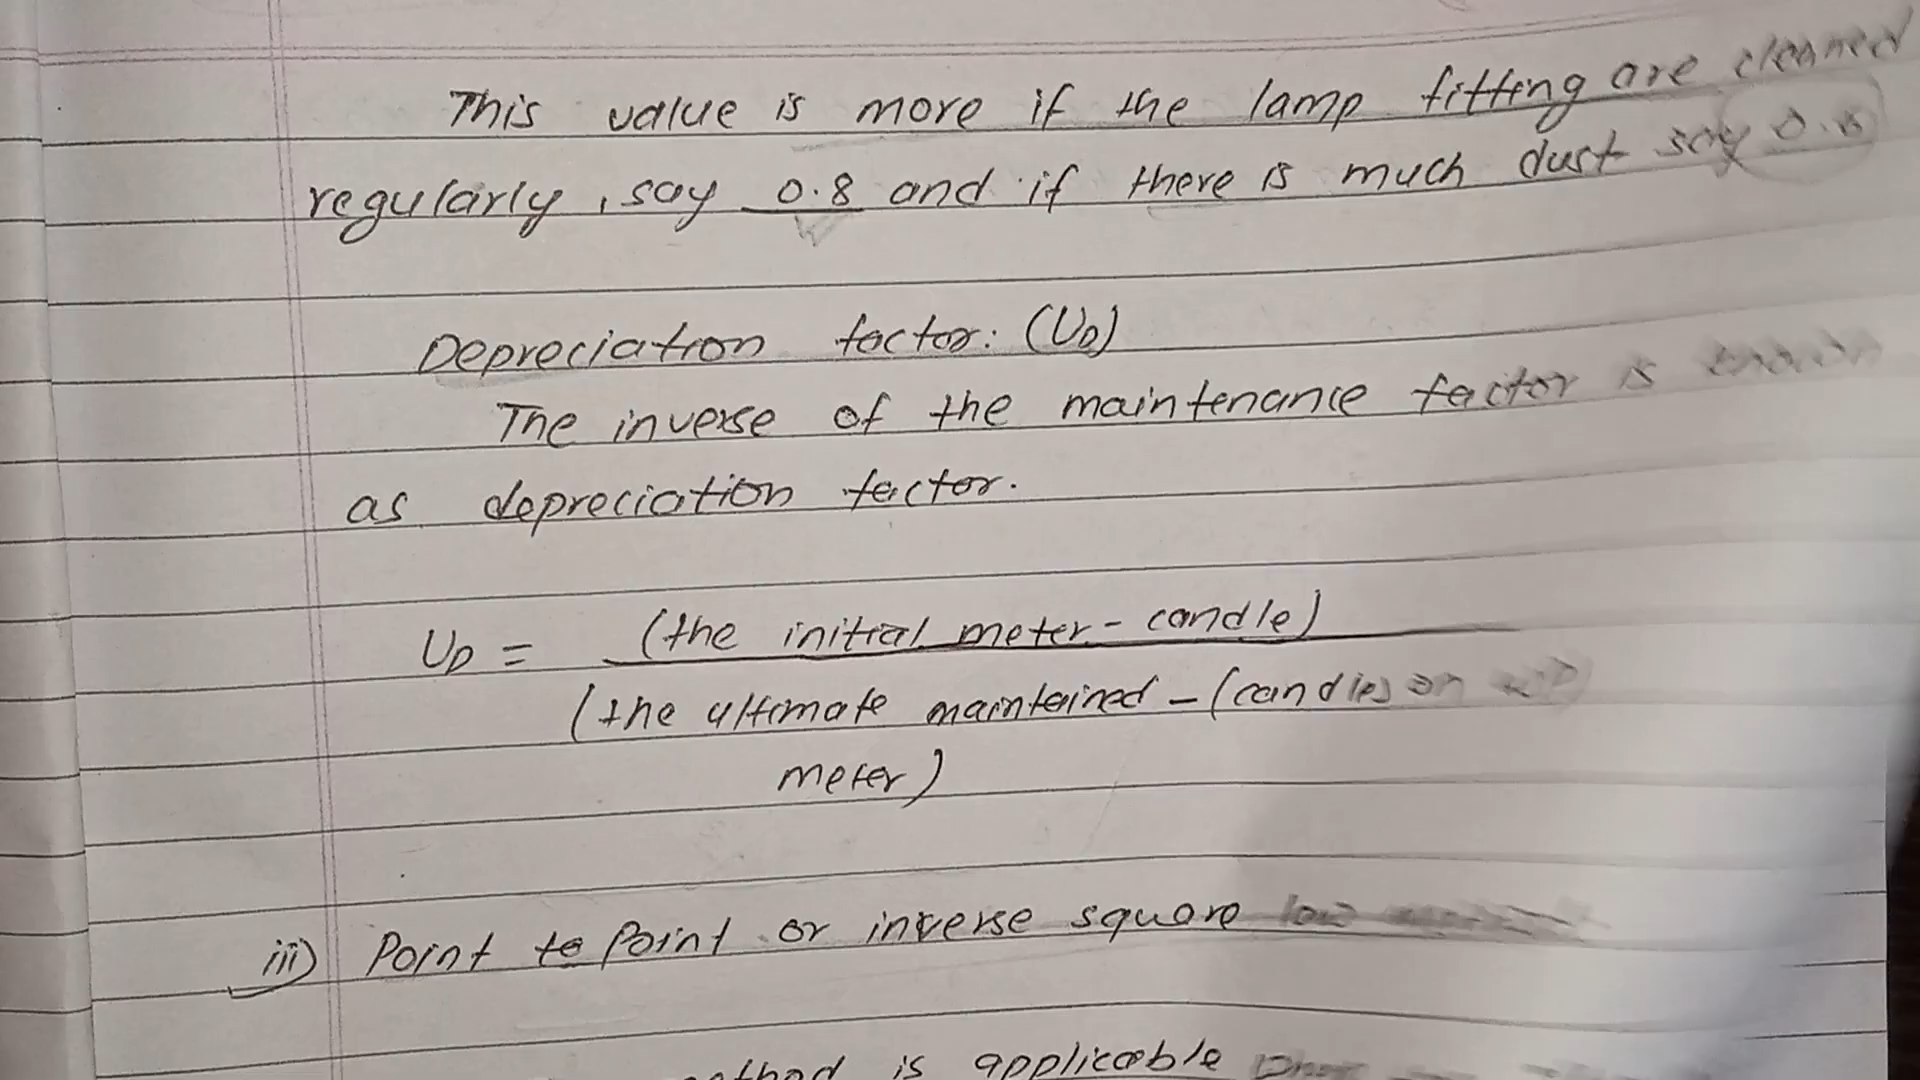 This value is more if the lamp fitting are cleaned
regularly, say 0.8 and if there is much dust say
Depreciation factor: (UD)
The inverse of the maintenance factor is
as depreciation factor.
UD = (the initial meter - candle)
(the ultimate maintained - (candles on
meter)
iii) Point to Point or inverse square law
is applicable